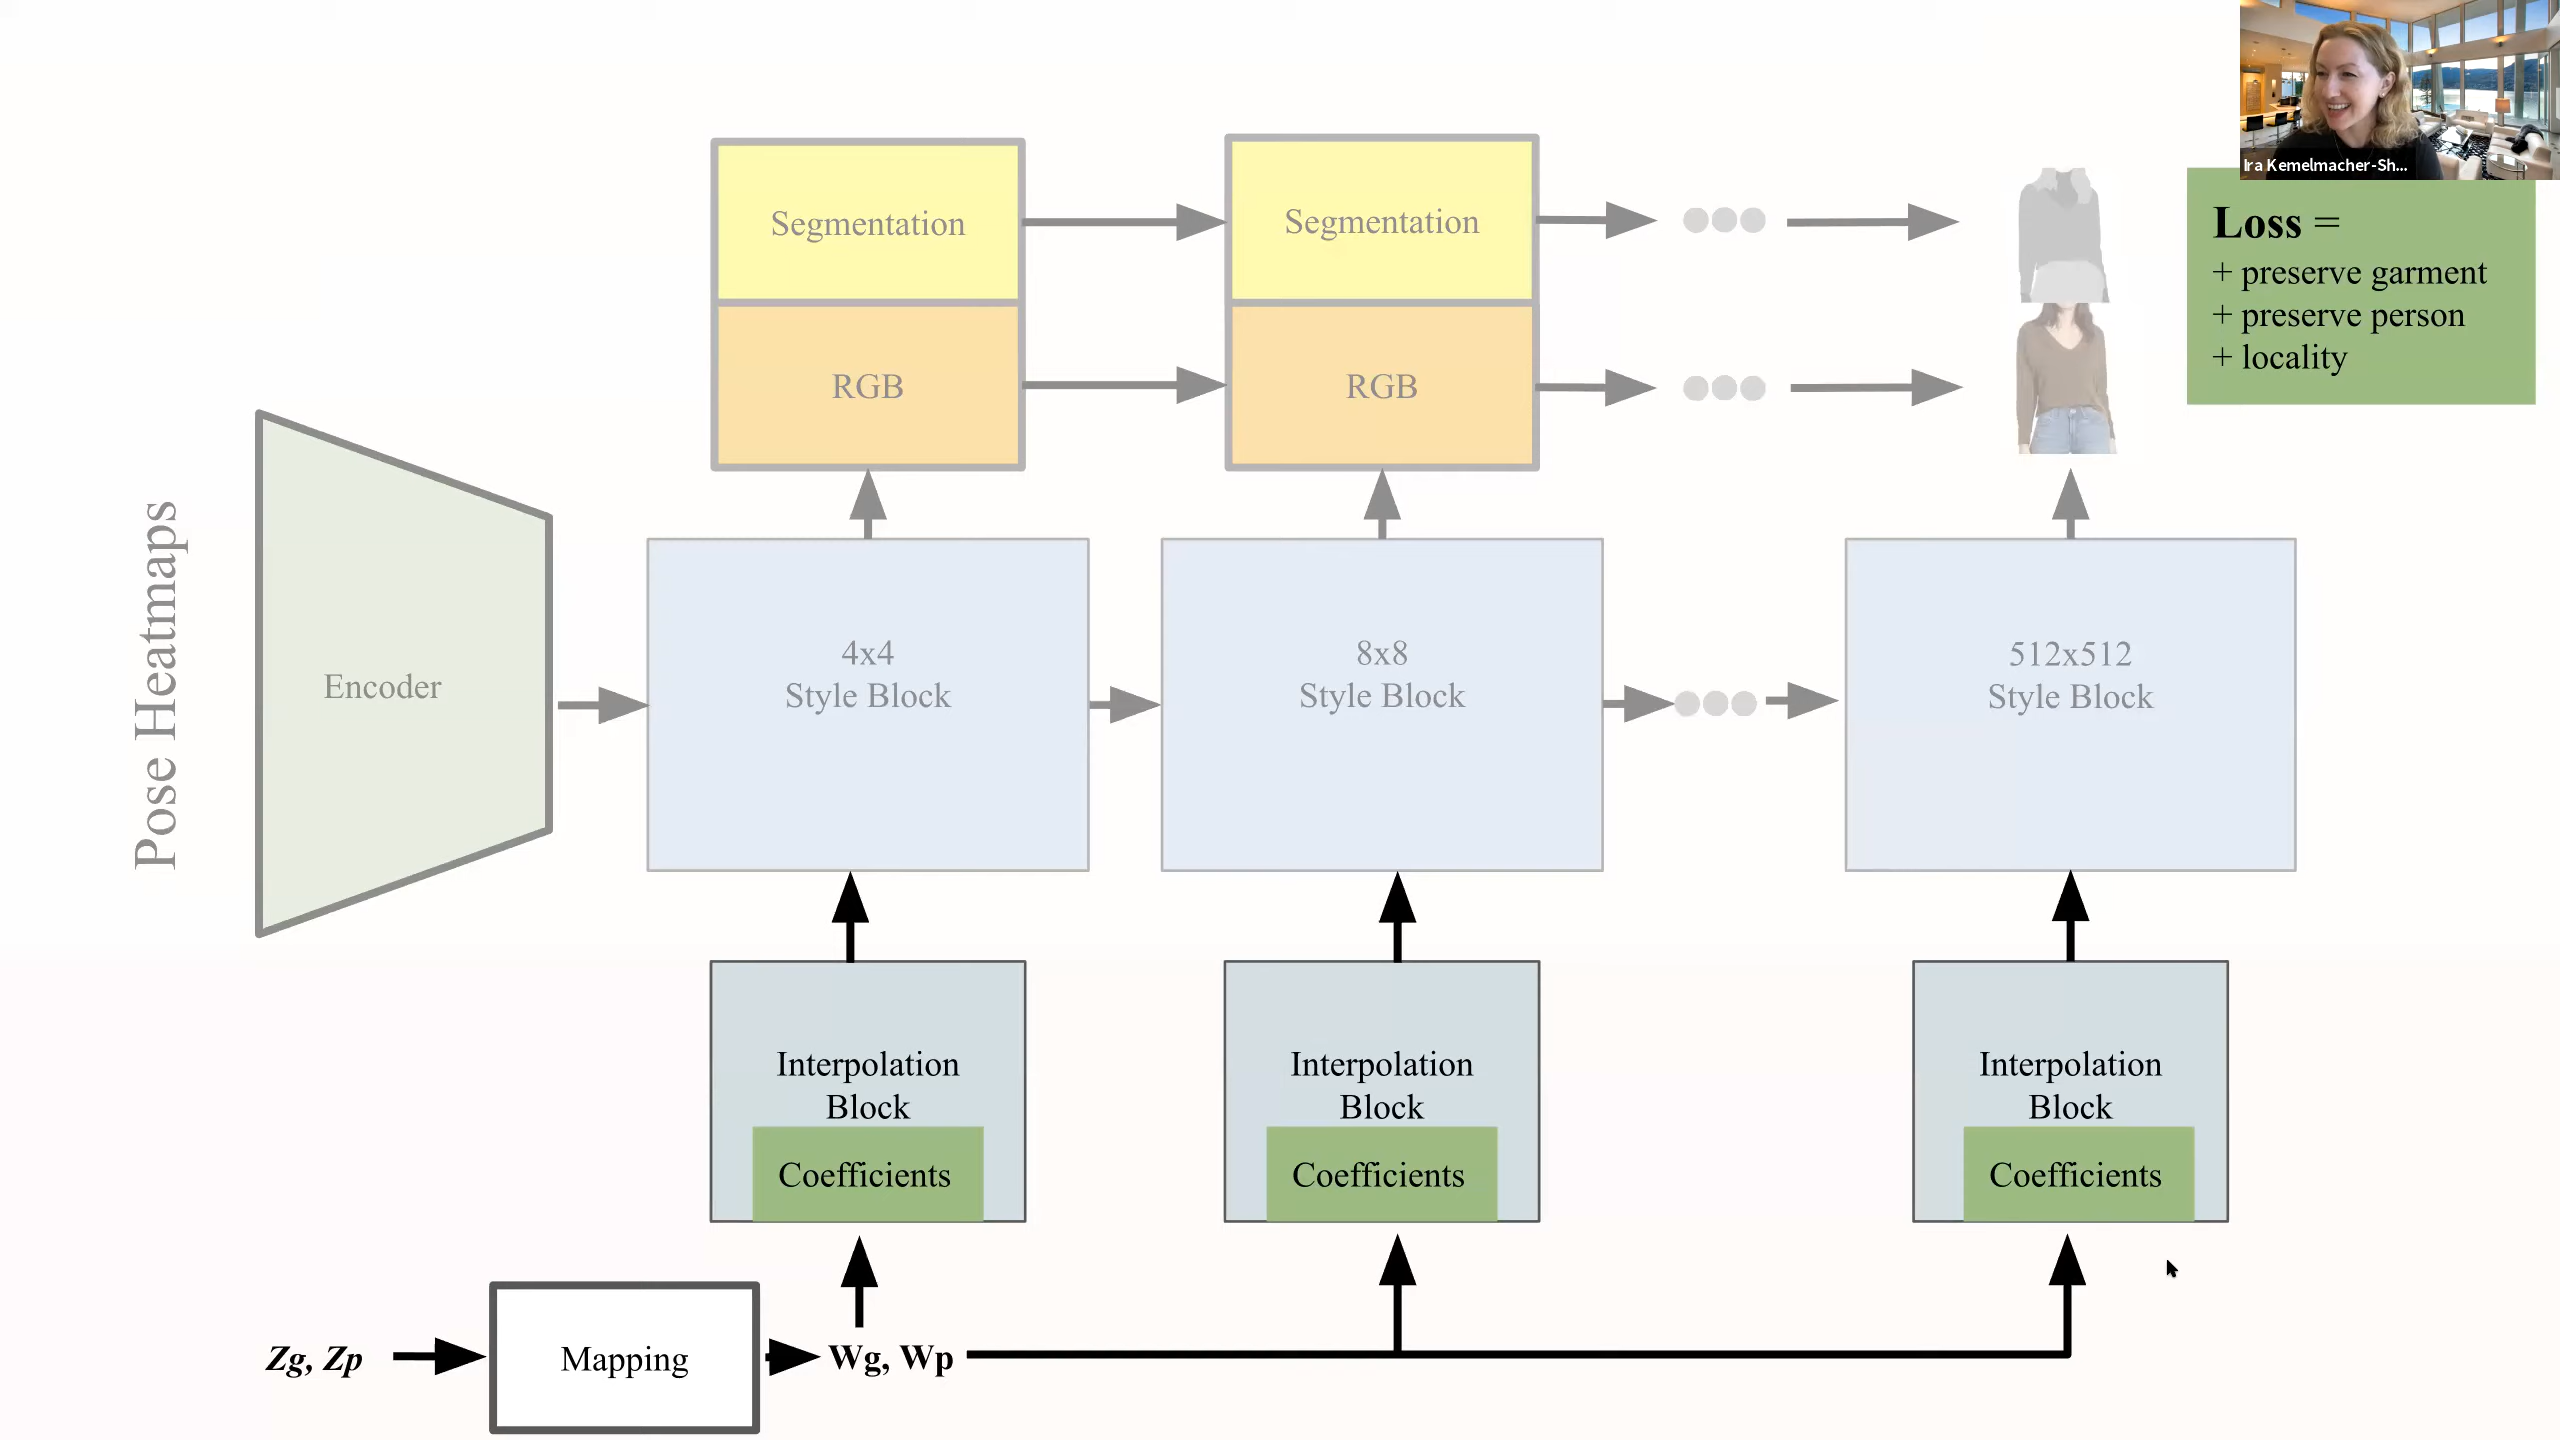 Ira Kemelmacher-Sh...
Loss =
+ preserve garment
+ preserve person
+ locality
Segmentation
Segmentation
RGB
RGB
Pose Heatmaps
Encoder
4x4
Style Block
8x8
Style Block
512x512
Style Block
Interpolation
Block
Coefficients
Interpolation
Block
Coefficients
Interpolation
Block
Coefficients
Zg, Zp
Mapping
Wg, Wp